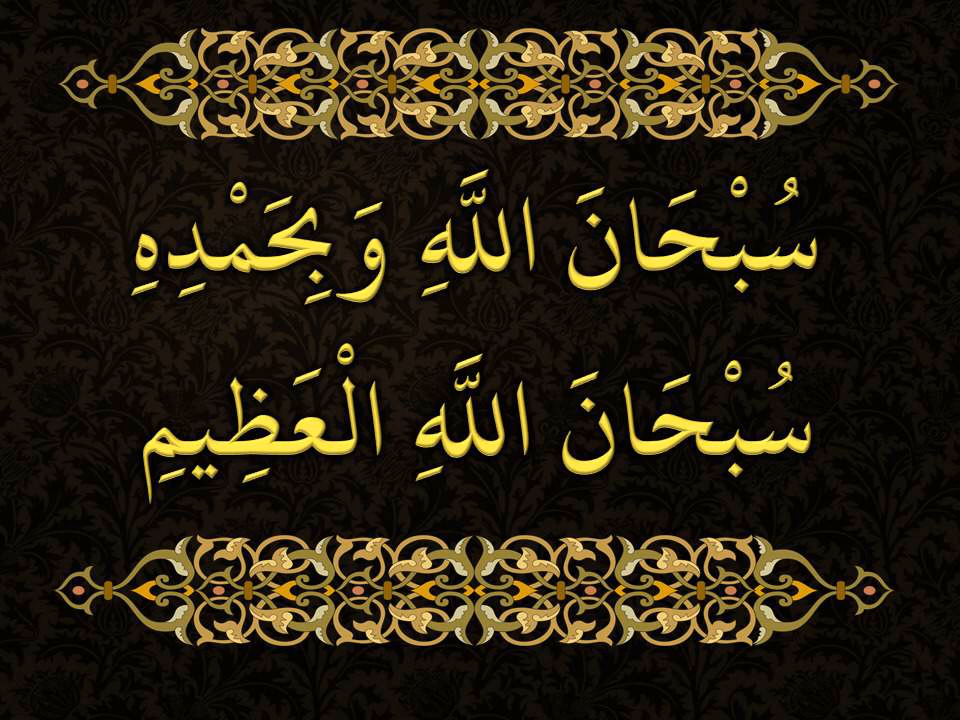 سُبْحَانَ اللَّهِ وَبِحَمْدِهِ
سُبْحَانَ اللَّهِ الْعَظِيمِ